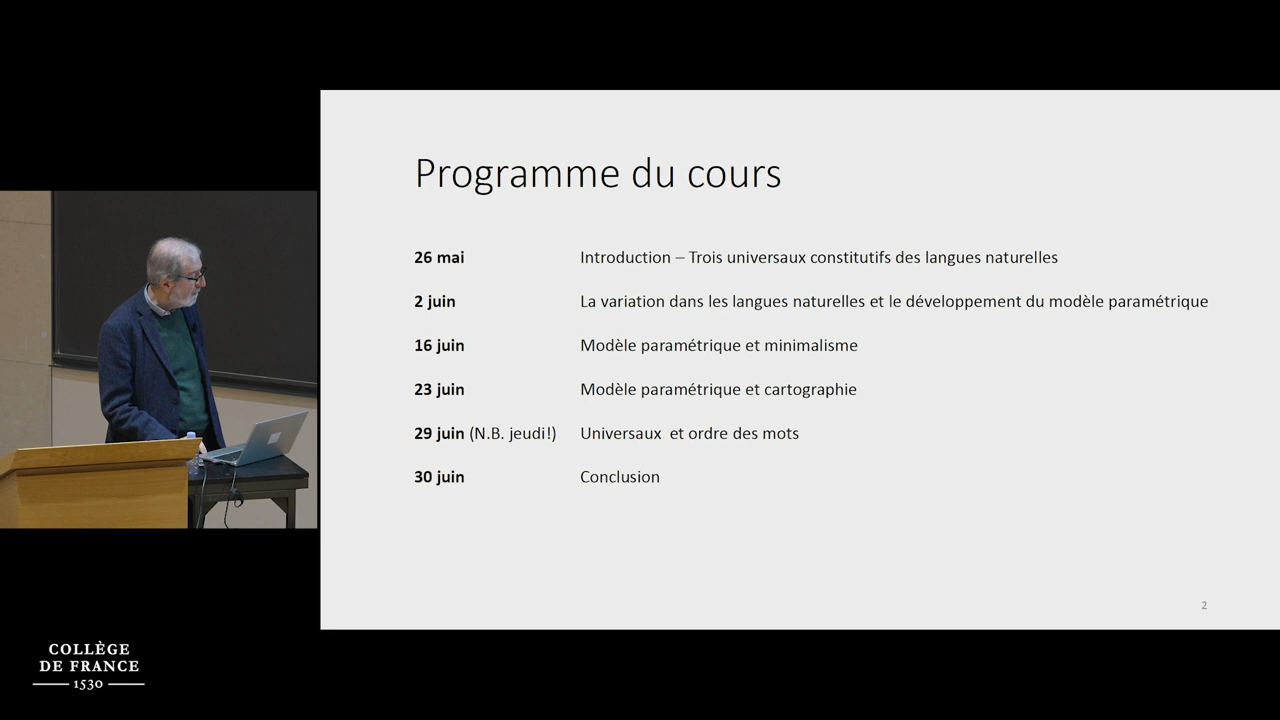 Programme du cours
26 mai Introduction – Trois universaux constitutifs des langues naturelles
2 juin La variation dans les langues naturelles et le développement du modèle paramétrique
16 juin Modèle paramétrique et minimalisme
23 juin Modèle paramétrique et cartographie
29 juin (N.B. jeudi!) Universaux et ordre des mots
30 juin Conclusion
2
COLLÈGE
DE FRANCE
1530